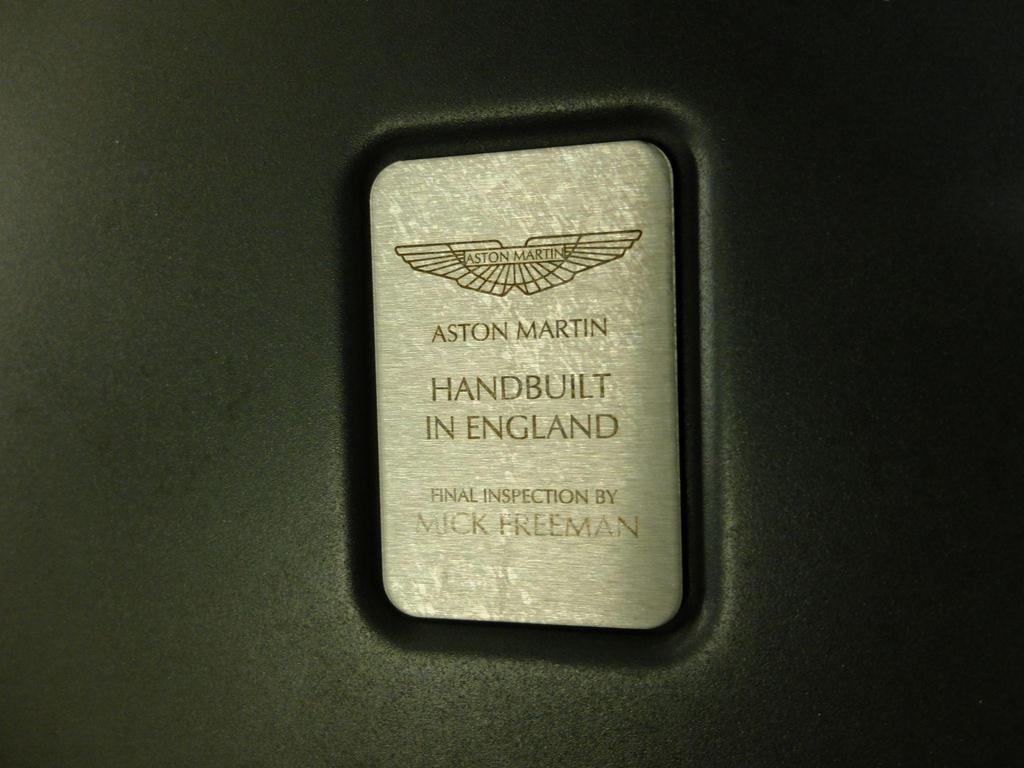 ASTON MARTIN
ASTON MARTIN
HANDBUILT
IN ENGLAND
FINAL INSPECTION BY
MICK FREEMAN